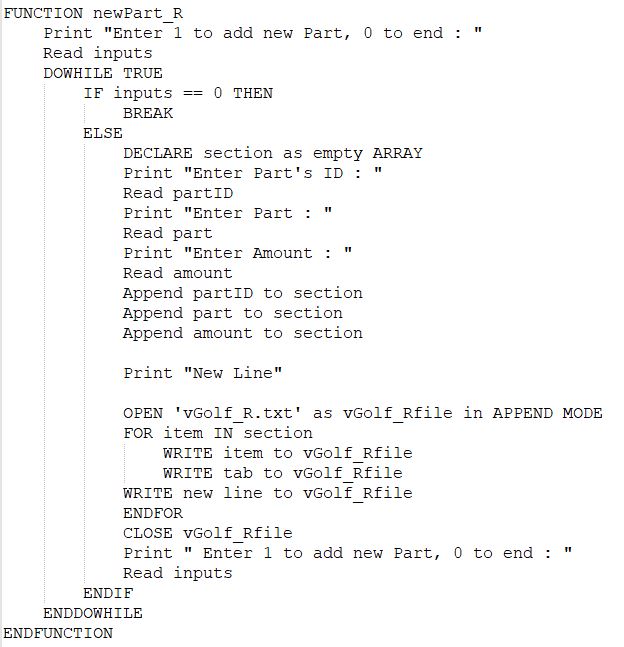 FUNCTION newPart_R
    Print "Enter 1 to add new Part, 0 to end : "
    Read inputs
    DOWHILE TRUE
        IF inputs == 0 THEN
            BREAK
        ELSE
            DECLARE section as empty ARRAY
            Print "Enter Part's ID : "
            Read partID
            Print "Enter Part : "
            Read part
            Print "Enter Amount : "
            Read amount
            Append partID to section
            Append part to section
            Append amount to section

            Print "New Line"

            OPEN 'vGolf_R.txt' as vGolf_Rfile in APPEND MODE
            FOR item IN section
                WRITE item to vGolf_Rfile
                WRITE tab to vGolf_Rfile
            WRITE new line to vGolf_Rfile
            ENDFOR
            CLOSE vGolf_Rfile
            Print " Enter 1 to add new Part, 0 to end : "
            Read inputs
        ENDIF
    ENDDOWHILE
ENDFUNCTION